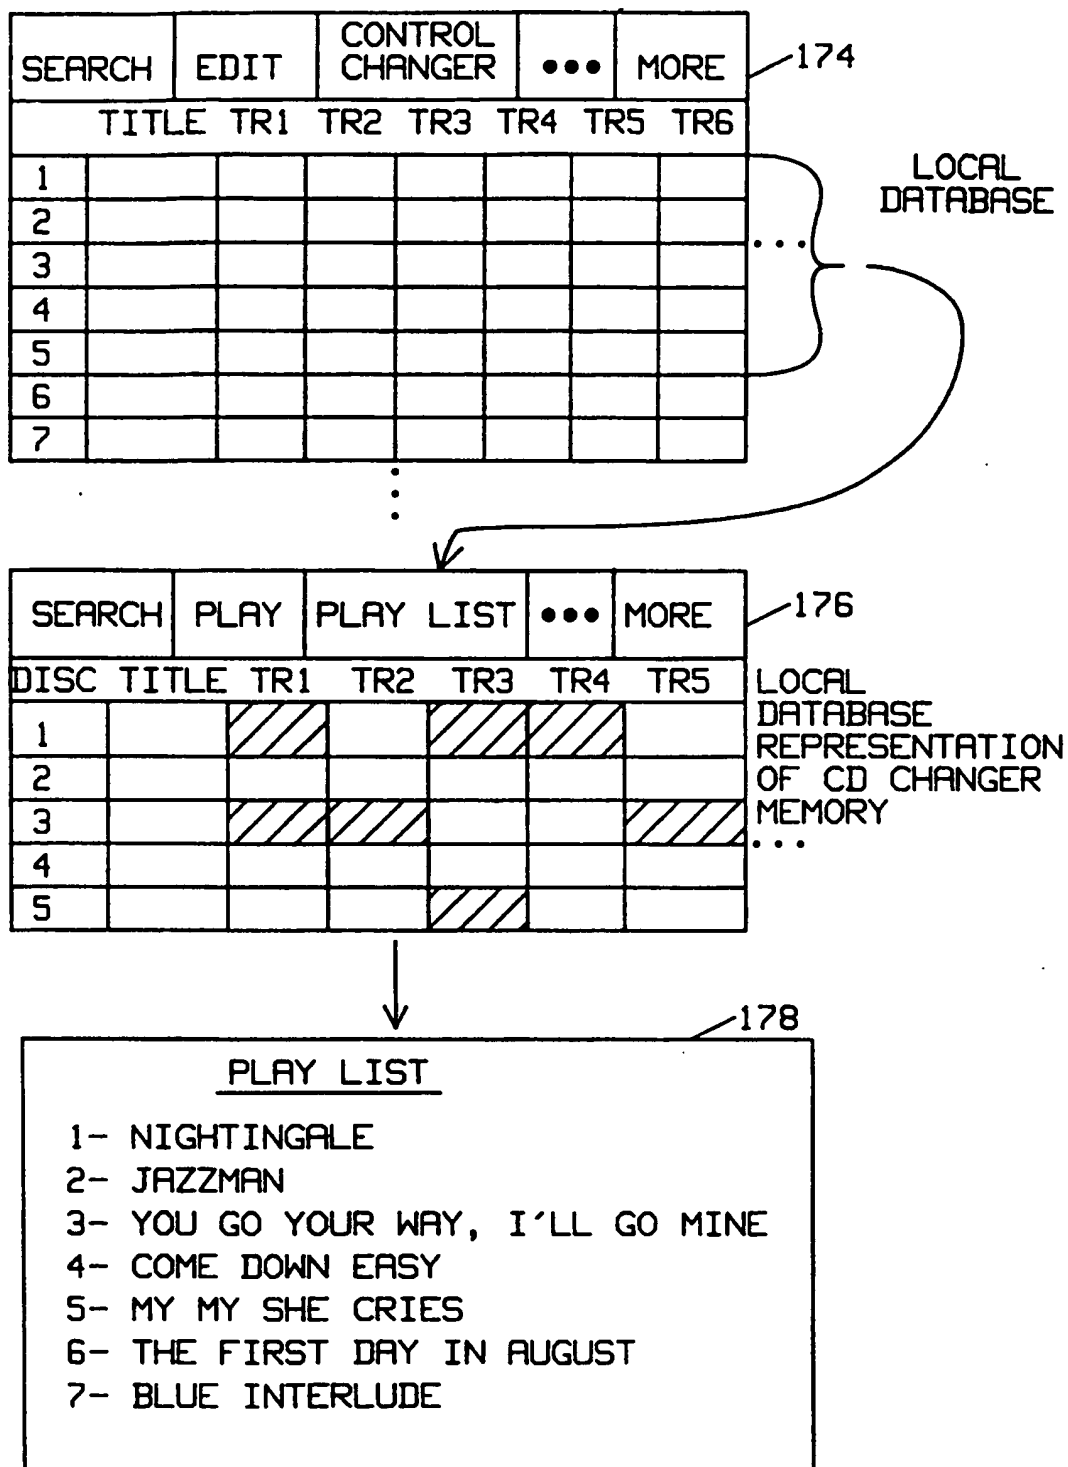 SEARCH EDIT CONTROL CHANGER ••• MORE 174
TITLE TR1 TR2 TR3 TR4 TR5 TR6
LOCAL
DATABASE
1
2
3
4
5
6
7
SEARCH PLAY PLAY LIST ••• MORE 176
DISC TITLE TR1 TR2 TR3 TR4 TR5
LOCAL
DATABASE
REPRESENTATION
OF CD CHANGER
MEMORY
1
2
3
4
5
178
PLAY LIST
1- NIGHTINGALE
2- JAZZMAN
3- YOU GO YOUR WAY, I'LL GO MINE
4- COME DOWN EASY
5- MY MY SHE CRIES
6- THE FIRST DAY IN AUGUST
7- BLUE INTERLUDE